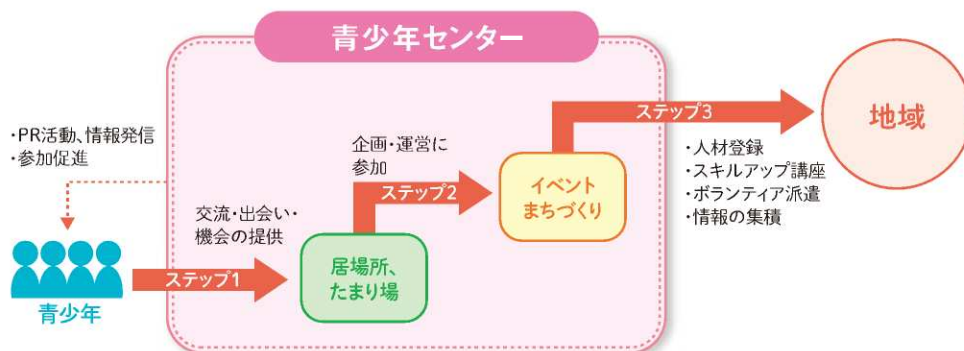 青少年センター
・PR活動、情報発信
・参加促進
青少年
ステップ1
交流・出会い・
機会の提供
居場所、
たまり場
企画・運営に
参加
ステップ2
イベント
まちづくり
ステップ3
・人材登録
・スキルアップ講座
・ボランティア派遣
・情報の集積
地域